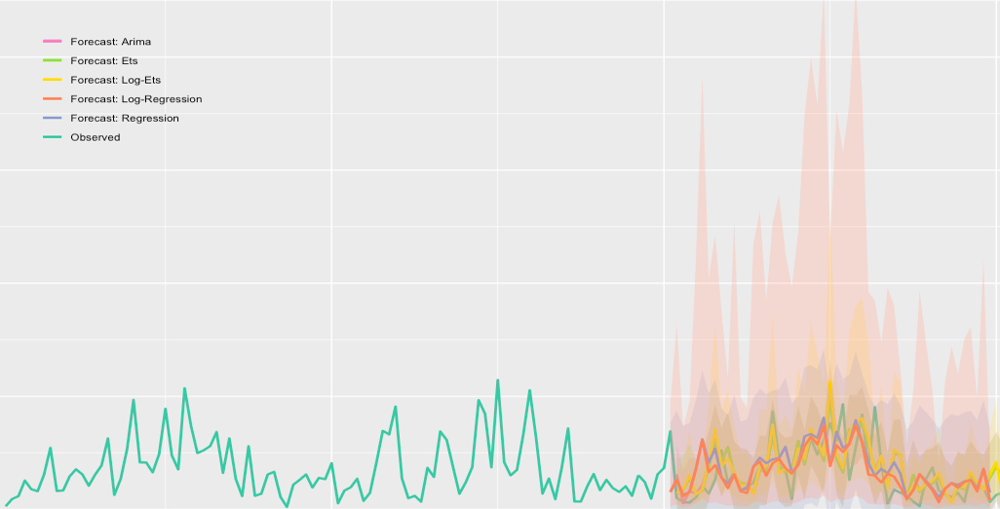 Forecast: Arima
Forecast: Ets
Forecast: Log-Ets
Forecast: Log-Regression
Forecast: Regression
Observed